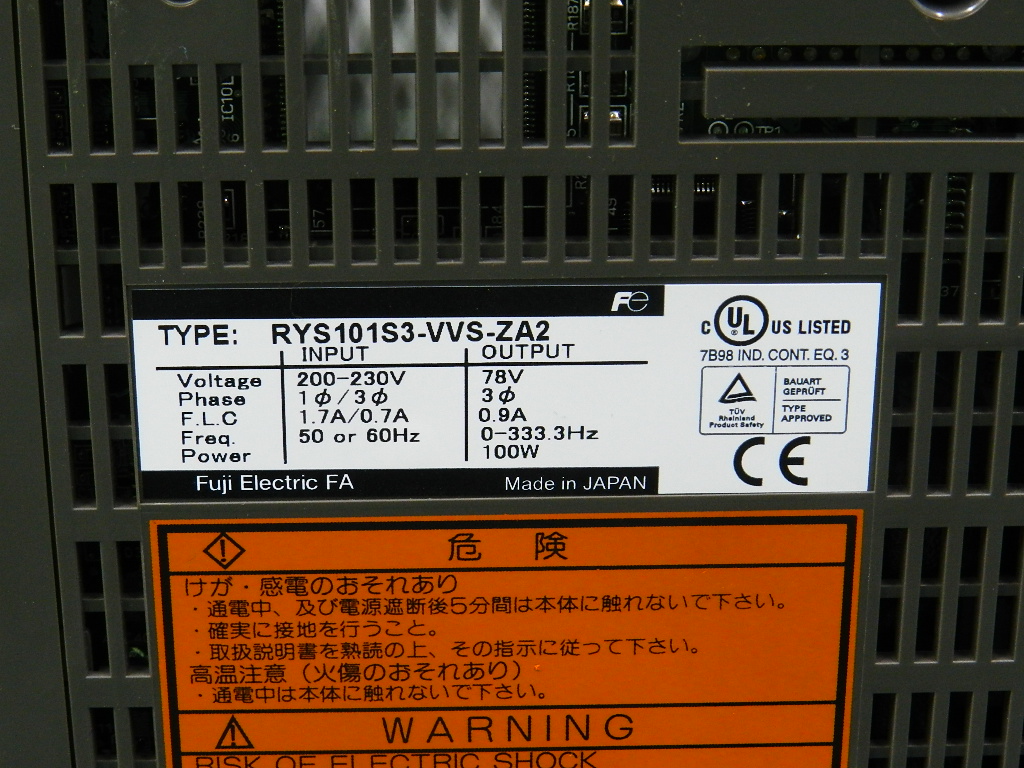 IC10L
TP1
57
Fe
TYPE: RYS101S3-VVS-ZA2
INPUT OUTPUT
Voltage 200-230V 78V
Phase 1φ/3φ 3φ
F.L.C 1.7A/0.7A 0.9A
Freq. 50 or 60Hz 0-333.3Hz
Power 100W
Fuji Electric FA Made in JAPAN
C UL US LISTED
7B98 IND. CONT. EQ. 3
TÜV
Rheinland
Product Safety
BAUART
GEPRÜFT
TYPE
APPROVED
CE
危 険
けが・感電のおそれあり
・通電中、及び電源遮断後5分間は本体に触れないで下さい。
・確実に接地を行うこと。
・取扱説明書を熟読の上、その指示に従って下さい。
高温注意(火傷のおそれあり)
・通電中は本体に触れないで下さい。
WARNING
RISK OF ELECTRIC SHOCK